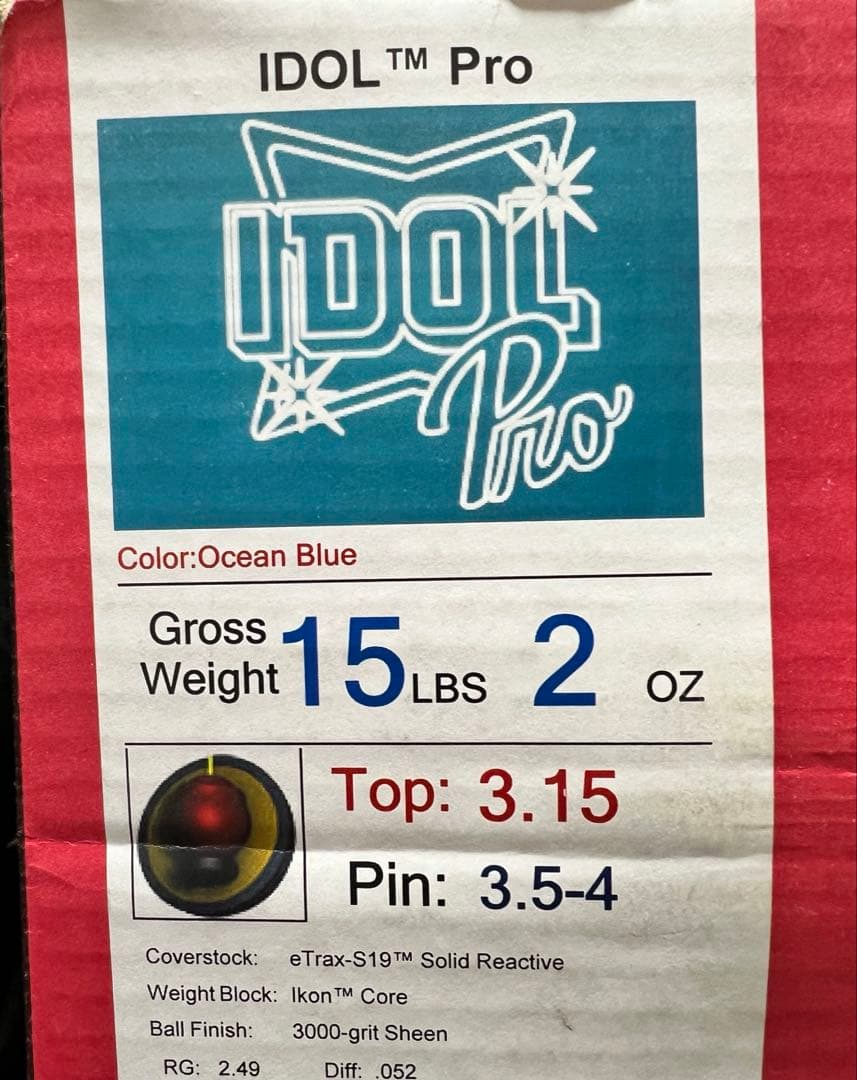 IDOL™ Pro
IDOL
Pro
Color:Ocean Blue
Gross Weight 15 LBS 2 OZ
Top: 3.15
Pin: 3.5-4
Coverstock: eTrax-S19™ Solid Reactive
Weight Block: Ikon™ Core
Ball Finish: 3000-grit Sheen
RG: 2.49 Diff: .052